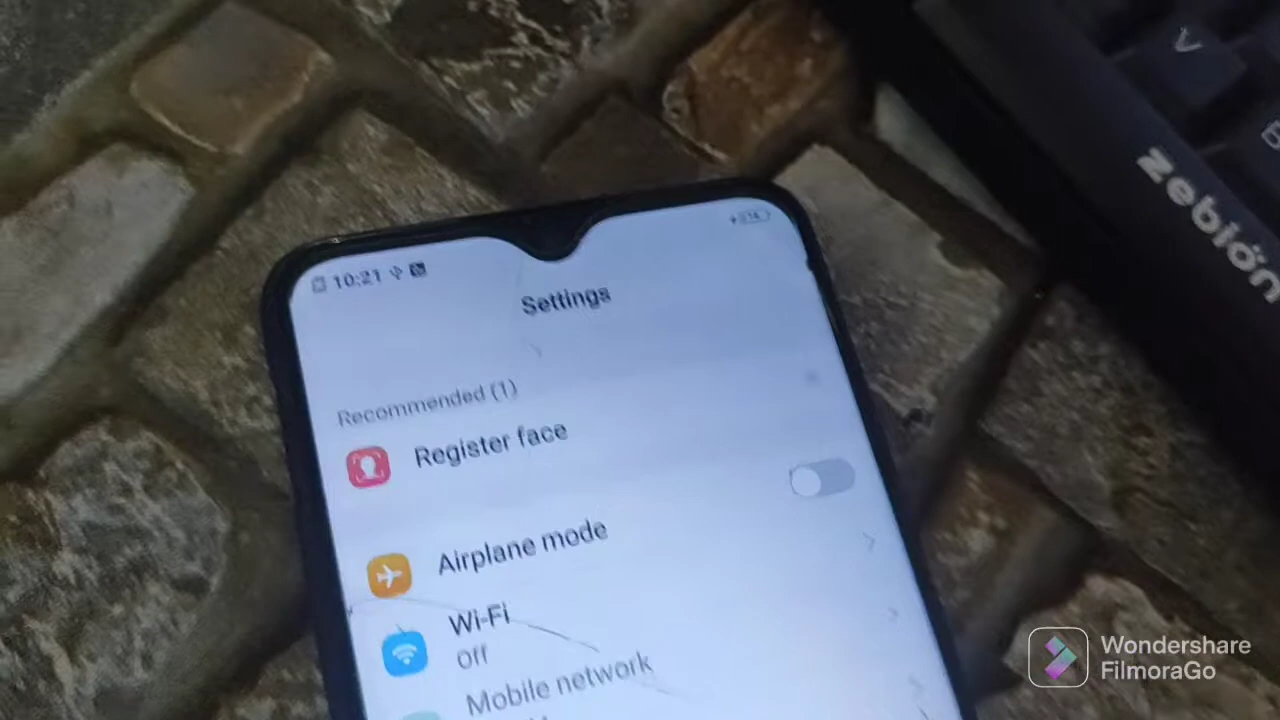 10:21
Settings
Recommended (1)
Register face
Airplane mode
Wi-Fi
Off
Mobile network
V
B
zebion
Wondershare
FilmoraGo